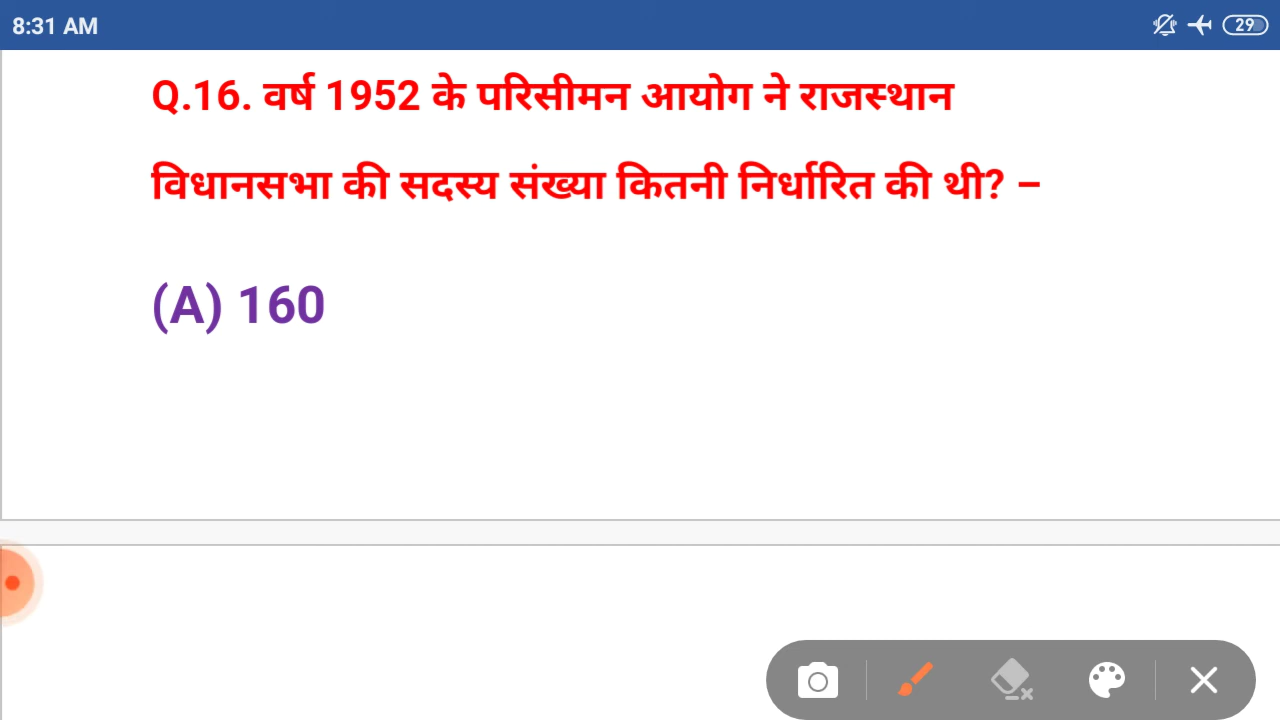 8:31 AM
29
Q.16. वर्ष 1952 के परिसीमन आयोग ने राजस्थान
विधानसभा की सदस्य संख्या कितनी निर्धारित की थी? –
(A) 160